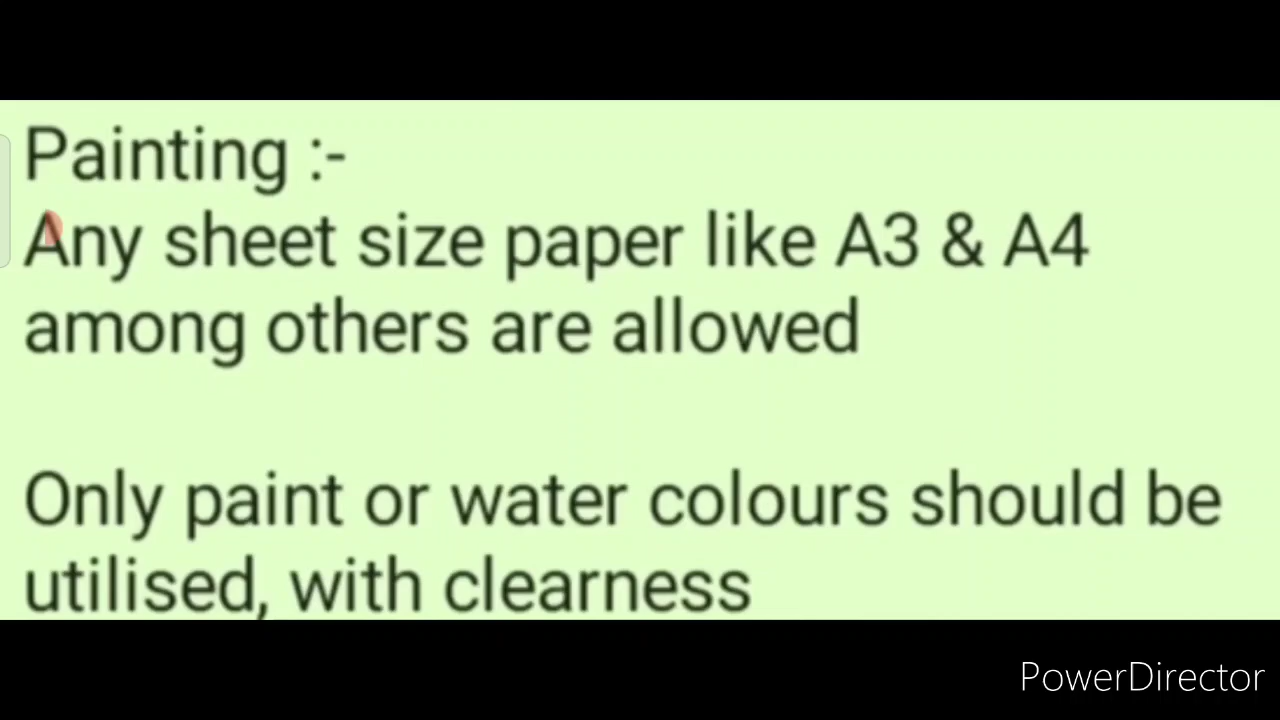 Painting :-
Any sheet size paper like A3 & A4
among others are allowed
Only paint or water colours should be
utilised, with clearness
PowerDirector